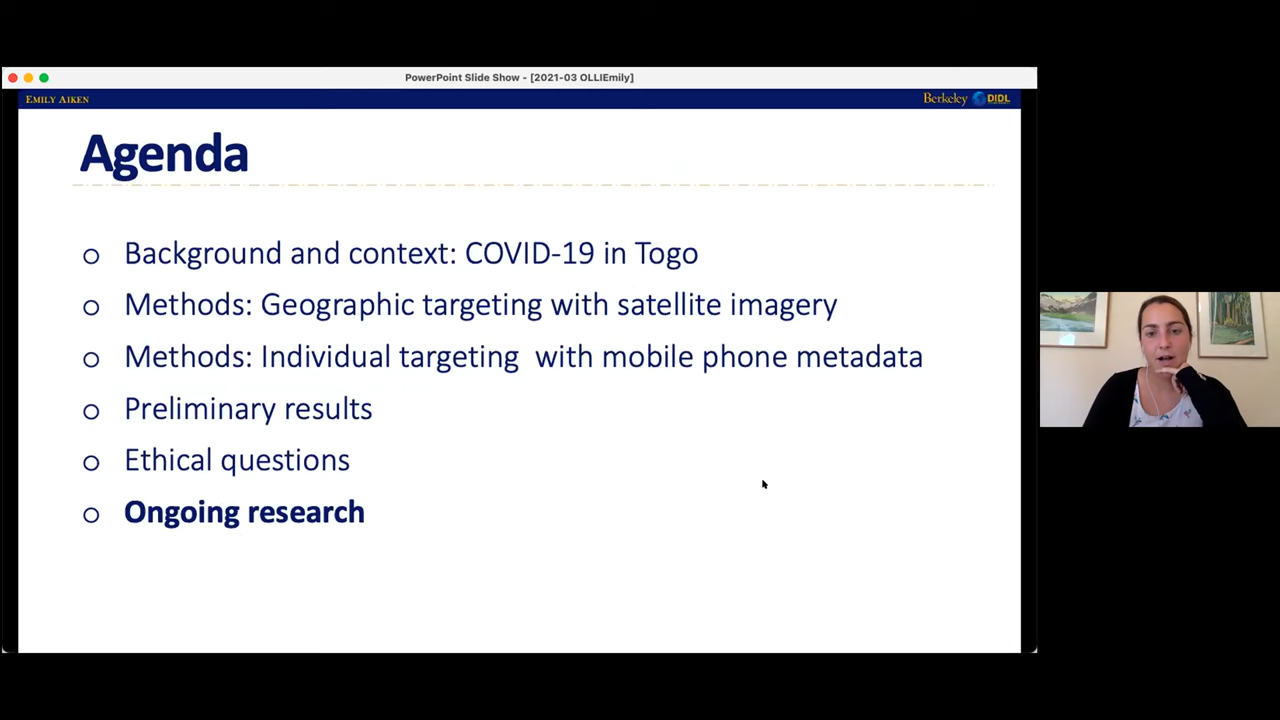 PowerPoint Slide Show - [2021-03 OLLIEmily]
EMILY AIKEN
Berkeley DIDL
Agenda
o Background and context: COVID-19 in Togo
o Methods: Geographic targeting with satellite imagery
o Methods: Individual targeting with mobile phone metadata
o Preliminary results
o Ethical questions
o Ongoing research